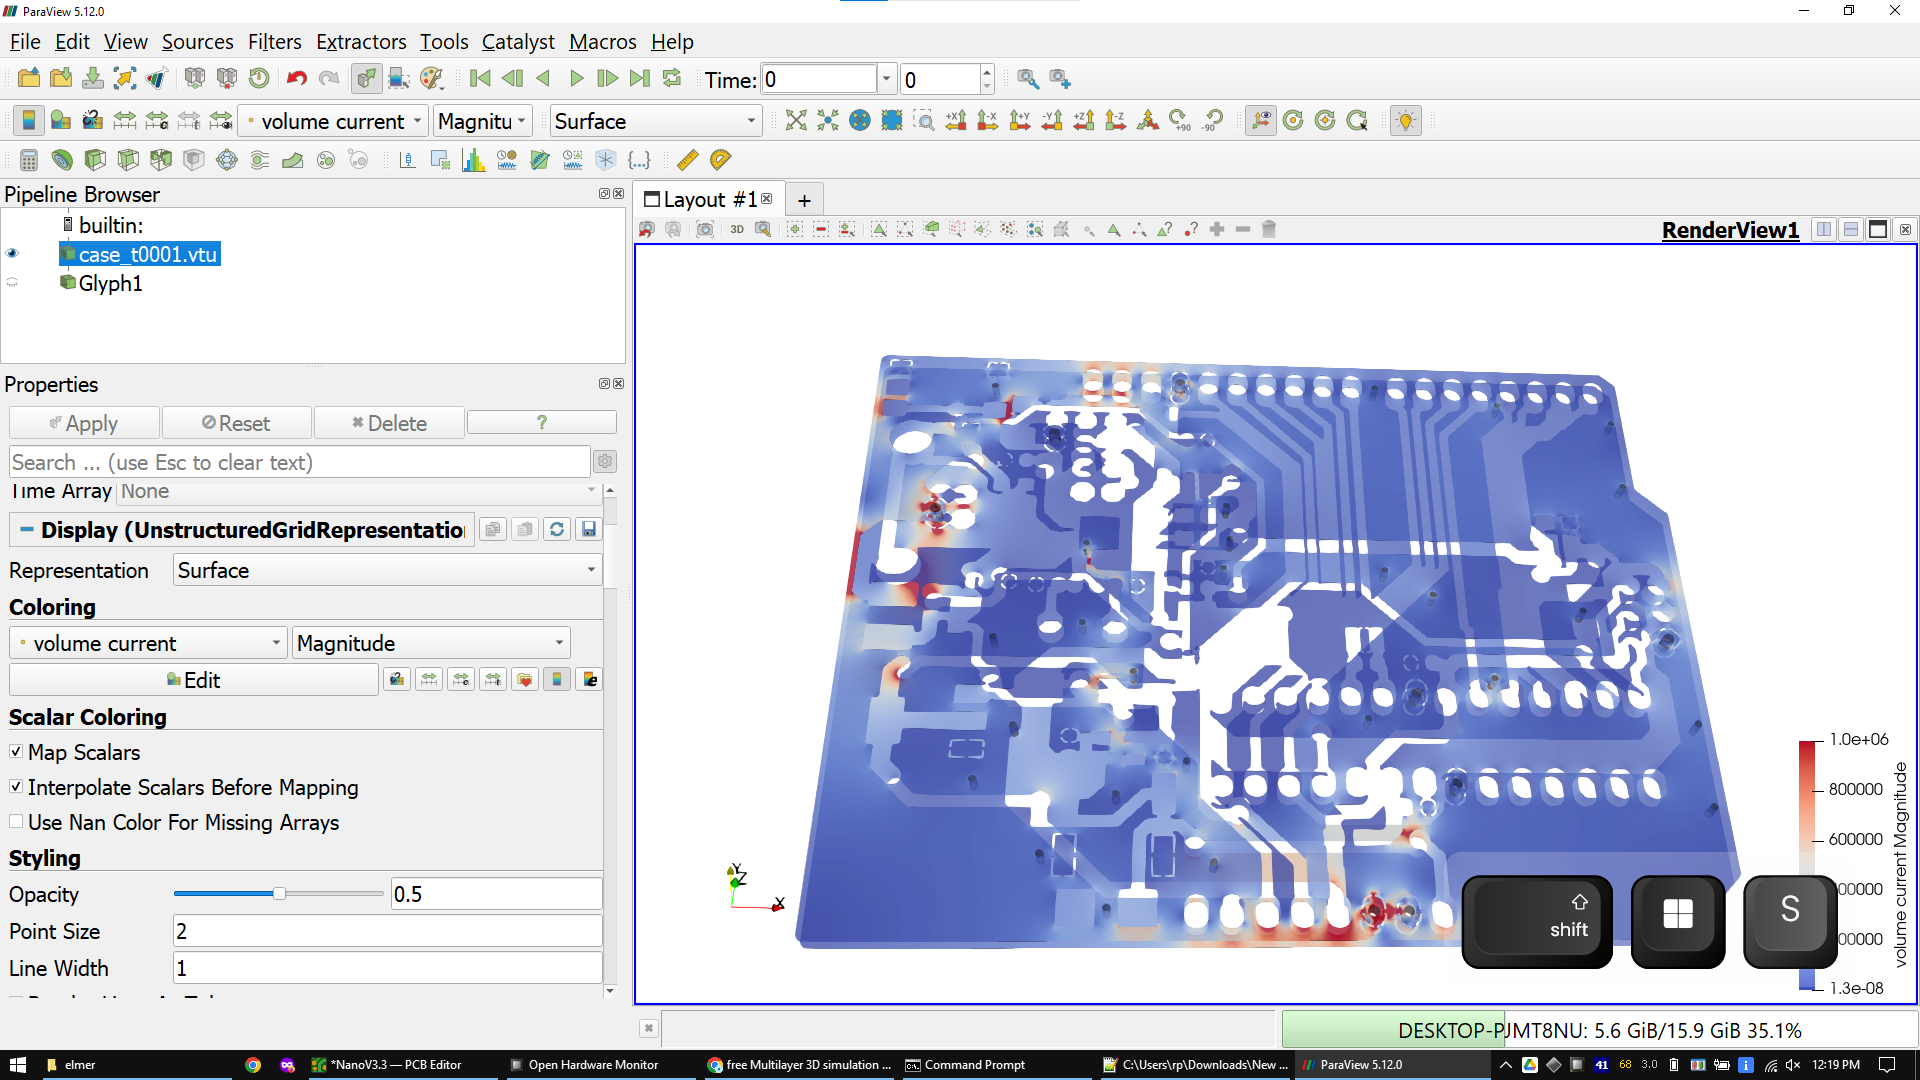 ParaView 5.12.0
File Edit View Sources Filters Extractors Tools Catalyst Macros Help
Time: 0 0
volume current Magnitu Surface
+X -X +Y -Y +Z -Z +90 -90
Pipeline Browser
builtin:
case_t0001.vtu
Glyph1
Properties
Apply Reset Delete ?
Search ... (use Esc to clear text)
Time Array None
Display (UnstructuredGridRepresentation
Representation Surface
Coloring
volume current Magnitude
Edit
Scalar Coloring
Map Scalars
Interpolate Scalars Before Mapping
Use Nan Color For Missing Arrays
Styling
Opacity 0.5
Point Size 2
Line Width 1
Layout #1 +
3D
RenderView1
Y
Z
X
1.0e+06
800000
600000
00000
00000
1.3e-08
volume current Magnitude
shift
S
DESKTOP-PJMT8NU: 5.6 GiB/15.9 GiB 35.1%
elmer
*NanoV3.3 — PCB Editor
Open Hardware Monitor
free Multilayer 3D simulation ...
Command Prompt
C:\Users\rp\Downloads\New ...
ParaView 5.12.0
41 68 3.0
12:19 PM